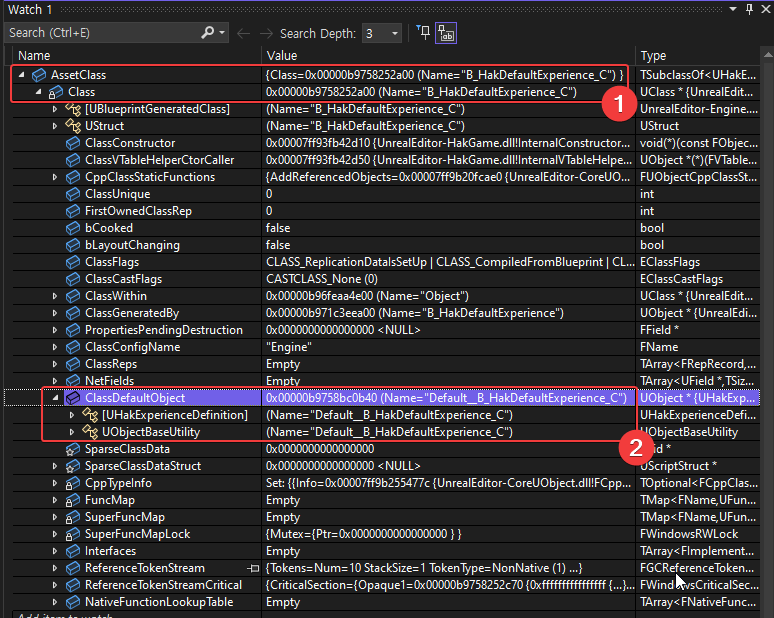 Watch 1
Search (Ctrl+E) Search Depth: 3
Name Value Type
AssetClass {Class=0x00000b9758252a00 (Name="B_HakDefaultExperience_C") } TSubclassOf<UHakE...
Class 0x00000b9758252a00 (Name="B_HakDefaultExperience_C") UClass * {UnrealEdit...
1
[UBlueprintGeneratedClass] (Name="B_HakDefaultExperience_C") UnrealEditor-Engine....
UStruct (Name="B_HakDefaultExperience_C") UStruct
ClassConstructor 0x00007ff93fb42d10 {UnrealEditor-HakGame.dll!InternalConstructor... void(*)(const FObjec...
ClassVTableHelperCtorCaller 0x00007ff93fb42d50 {UnrealEditor-HakGame.dll!InternalVTableHelpe... UObject *(*)(FVTable...
CppClassStaticFunctions {AddReferencedObjects=0x00007ff9b20fcae0 {UnrealEditor-CoreUO... FUObjectCppClassSt...
ClassUnique 0 int
FirstOwnedClassRep 0 int
bCooked false bool
bLayoutChanging false bool
ClassFlags CLASS_ReplicationDataIsSetUp | CLASS_CompiledFromBlueprint | CL... EClassFlags
ClassCastFlags CASTCLASS_None (0) EClassCastFlags
ClassWithin 0x00000b96feaa4e00 (Name="Object") UClass * {UnrealEdit...
ClassGeneratedBy 0x00000b971c3eea00 (Name="B_HakDefaultExperience") UObject * {UnrealEdi...
PropertiesPendingDestruction 0x0000000000000000 <NULL> FField *
ClassConfigName "Engine" FName
ClassReps Empty TArray<FRepRecord,...
NetFields Empty TArray<UField *,TSiz...
ClassDefaultObject 0x00000b9758bc0b40 (Name="Default__B_HakDefaultExperience_C") UObject * {UHakExp...
[UHakExperienceDefinition] (Name="Default__B_HakDefaultExperience_C") UHakExperienceDefi...
UObjectBaseUtility (Name="Default__B_HakDefaultExperience_C") UObjectBaseUtility
2
SparseClassData 0x0000000000000000 *
SparseClassDataStruct 0x0000000000000000 <NULL> UScriptStruct *
CppTypeInfo Set: {{Info=0x00007ff9b255477c {UnrealEditor-CoreUObject.dll!FCpp... TOptional<FCppClas...
FuncMap Empty TMap<FName,UFun...
SuperFuncMap Empty TMap<FName,UFun...
SuperFuncMapLock {Mutex={Ptr=0x0000000000000000 } } FWindowsRWLock
Interfaces Empty TArray<FImplement...
ReferenceTokenStream {Tokens=Num=10 StackSize=1 TokenType=NonNative (1) ...} FGCReferenceToken...
ReferenceTokenStreamCritical {CriticalSection={Opaque1=0x00000b9758252c70 {0xffffffffffffffff {...}... FWindowsCriticalSec...
NativeFunctionLookupTable Empty TArray<FNativeFunc...
Add item to watch